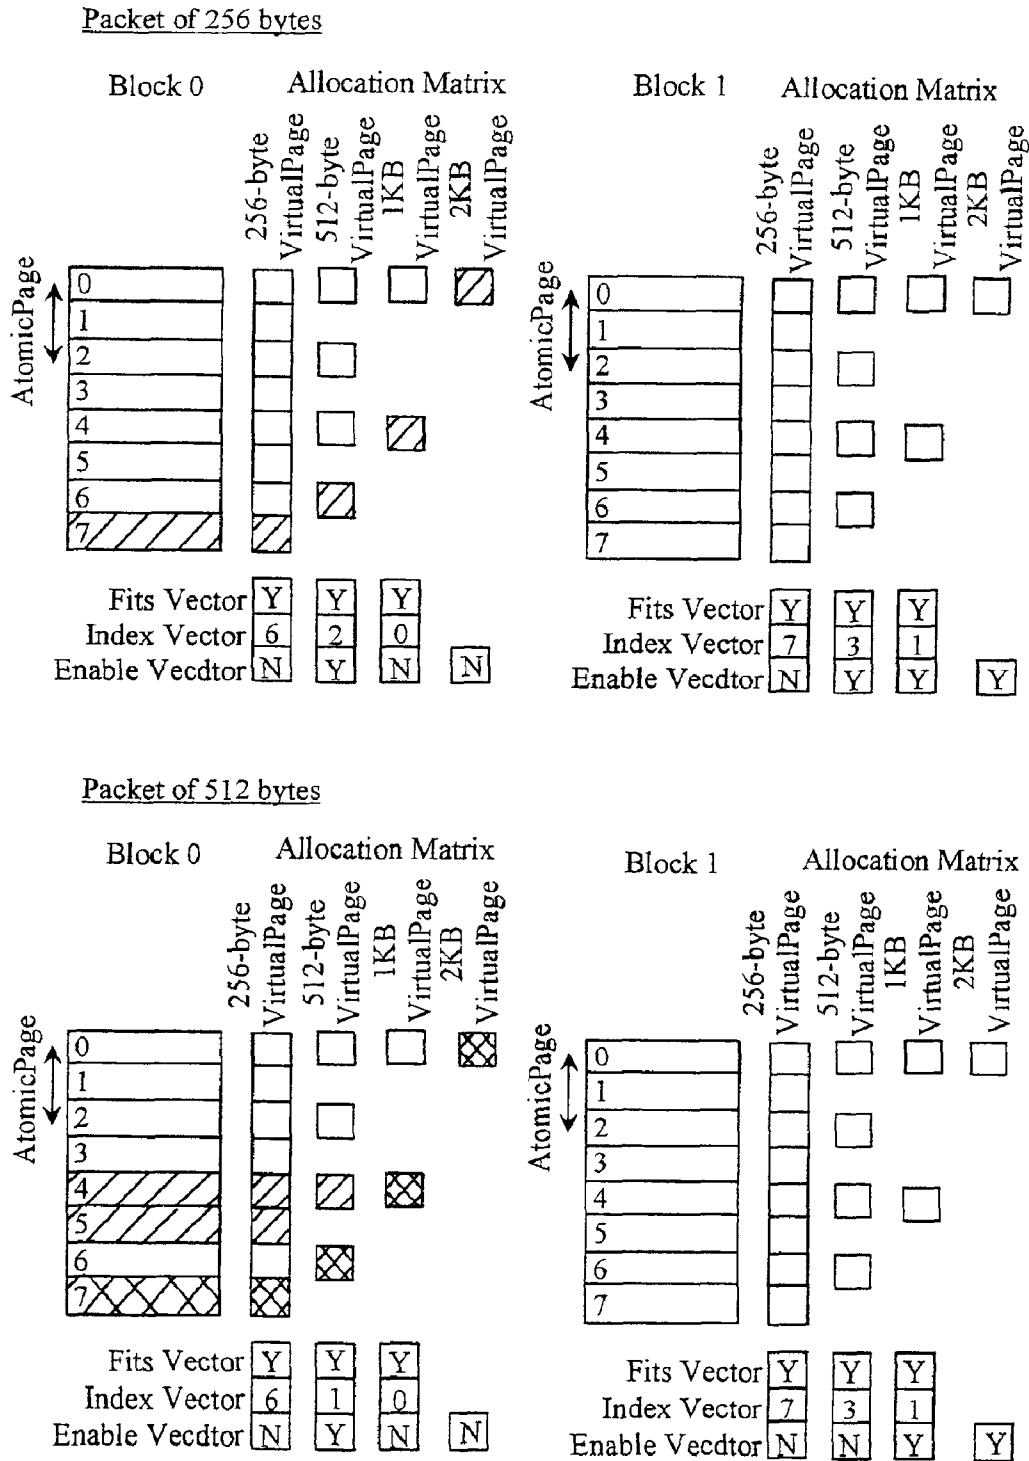 Packet of 256 bytes
Block 0
Allocation Matrix
256-byte
VirtualPage
512-byte
VirtualPage
1KB
VirtualPage
2KB
VirtualPage
AtomicPage
0
1
2
3
4
5
6
7
Fits Vector Y Y Y
Index Vector 6 2 0
Enable Vecdtor N Y N N
Block 1
Allocation Matrix
256-byte
VirtualPage
512-byte
VirtualPage
1KB
VirtualPage
2KB
VirtualPage
AtomicPage
0
1
2
3
4
5
6
7
Fits Vector Y Y Y
Index Vector 7 3 1
Enable Vecdtor N Y Y Y
Packet of 512 bytes
Block 0
Allocation Matrix
256-byte
VirtualPage
512-byte
VirtualPage
1KB
VirtualPage
2KB
VirtualPage
AtomicPage
0
1
2
3
4
5
6
7
Fits Vector Y Y Y
Index Vector 6 1 0
Enable Vecdtor N Y N N
Block 1
Allocation Matrix
256-byte
VirtualPage
512-byte
VirtualPage
1KB
VirtualPage
2KB
VirtualPage
AtomicPage
0
1
2
3
4
5
6
7
Fits Vector Y Y Y
Index Vector 7 3 1
Enable Vecdtor N N Y Y